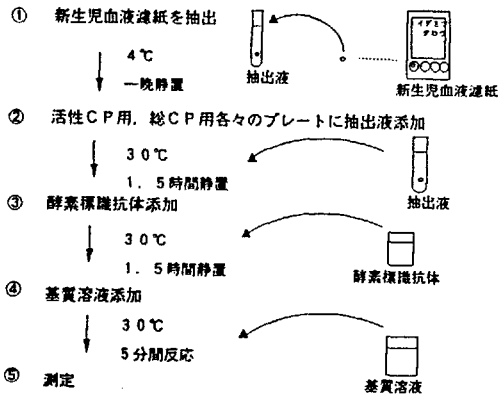 ① 新生児血液濾紙を抽出
4℃
一晩静置
抽出液
新生児血液濾紙
② 活性CP用,総CP用各々のプレートに抽出液添加
30℃
1.5時間静置
抽出液
③ 酵素標識抗体添加
30℃
1.5時間静置
酵素標識抗体
④ 基質溶液添加
30℃
5分間反応
基質溶液
⑤ 測定